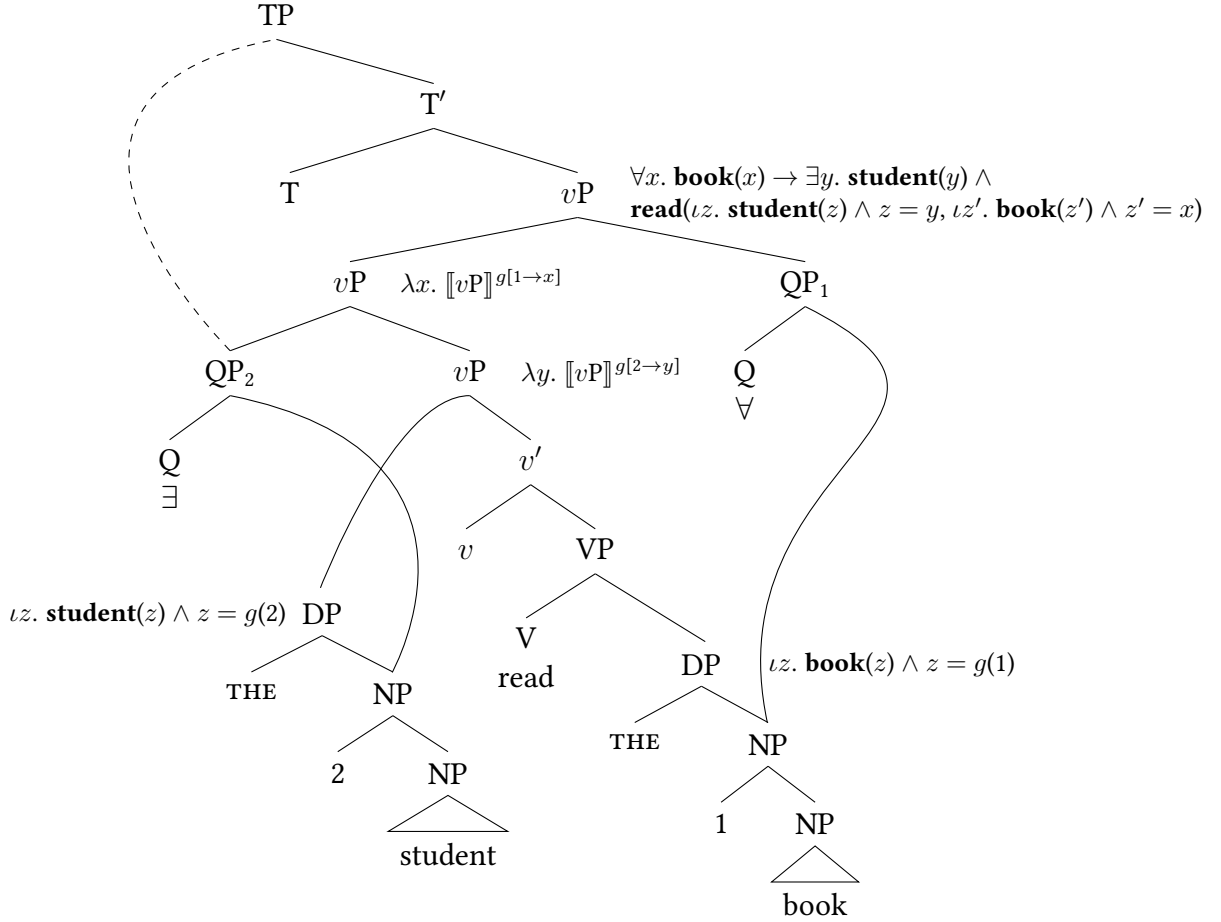 TP
T′
T
vP
∀x. book(x) → ∃y. student(y) ∧
read(ιz. student(z) ∧ z = y, ιz′. book(z′) ∧ z′ = x)
vP
λx. ⟦vP⟧^g[1→x]
QP₁
QP₂
vP
λy. ⟦vP⟧^g[2→y]
Q
∀
Q
∃
v′
v
VP
ιz. student(z) ∧ z = g(2)
DP
V
read
DP
ιz. book(z) ∧ z = g(1)
THE
NP
THE
NP
2
NP
student
1
NP
book